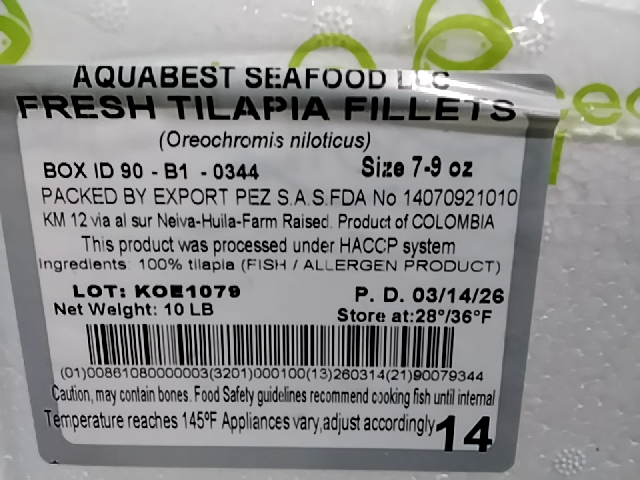 AQUABEST SEAFOOD LLC
FRESH TILAPIA FILLETS
(Oreochromis niloticus)
BOX ID 90 - B1 - 0344 Size 7-9 oz
PACKED BY EXPORT PEZ S.A.S.FDA No 14070921010
KM 12 via al sur Neiva-Huila-Farm Raised. Product of COLOMBIA
This product was processed under HACCP system
Ingredients: 100% tilapia (FISH / ALLERGEN PRODUCT)
LOT: KOE1079 P. D. 03/14/26
Net Weight: 10 LB Store at:28°/36°F
(01)00861080000003(3201)000100(13)260314(21)90079344
Caution, may contain bones. Food Safety guidelines recommend cooking fish until internal
Temperature reaches 145ºF Appliances vary,adjust accordingly 14